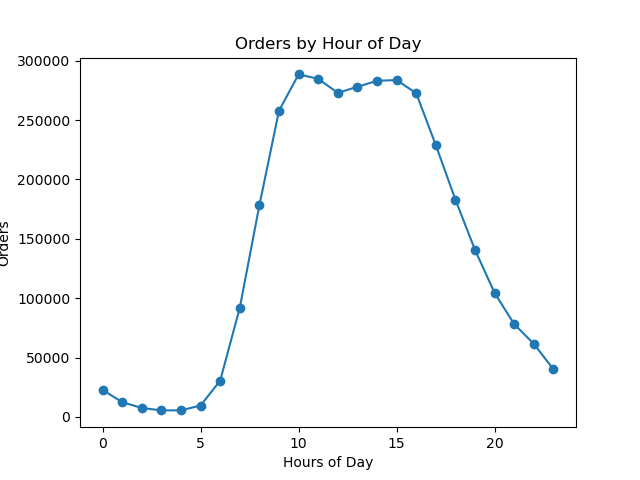 Orders by Hour of Day
300000
250000
200000
150000
100000
50000
0
Orders
0 5 10 15 20
Hours of Day